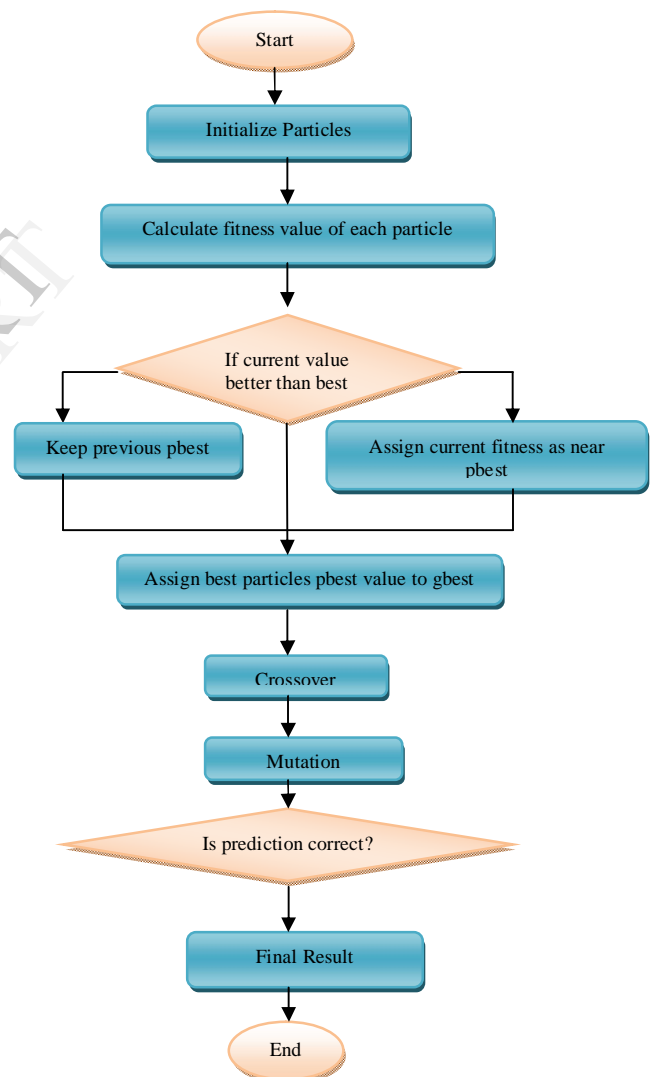 Start
Initialize Particles
Calculate fitness value of each particle
If current value
better than best
Keep previous pbest
Assign current fitness as near
pbest
Assign best particles pbest value to gbest
Crossover
Mutation
Is prediction correct?
Final Result
End